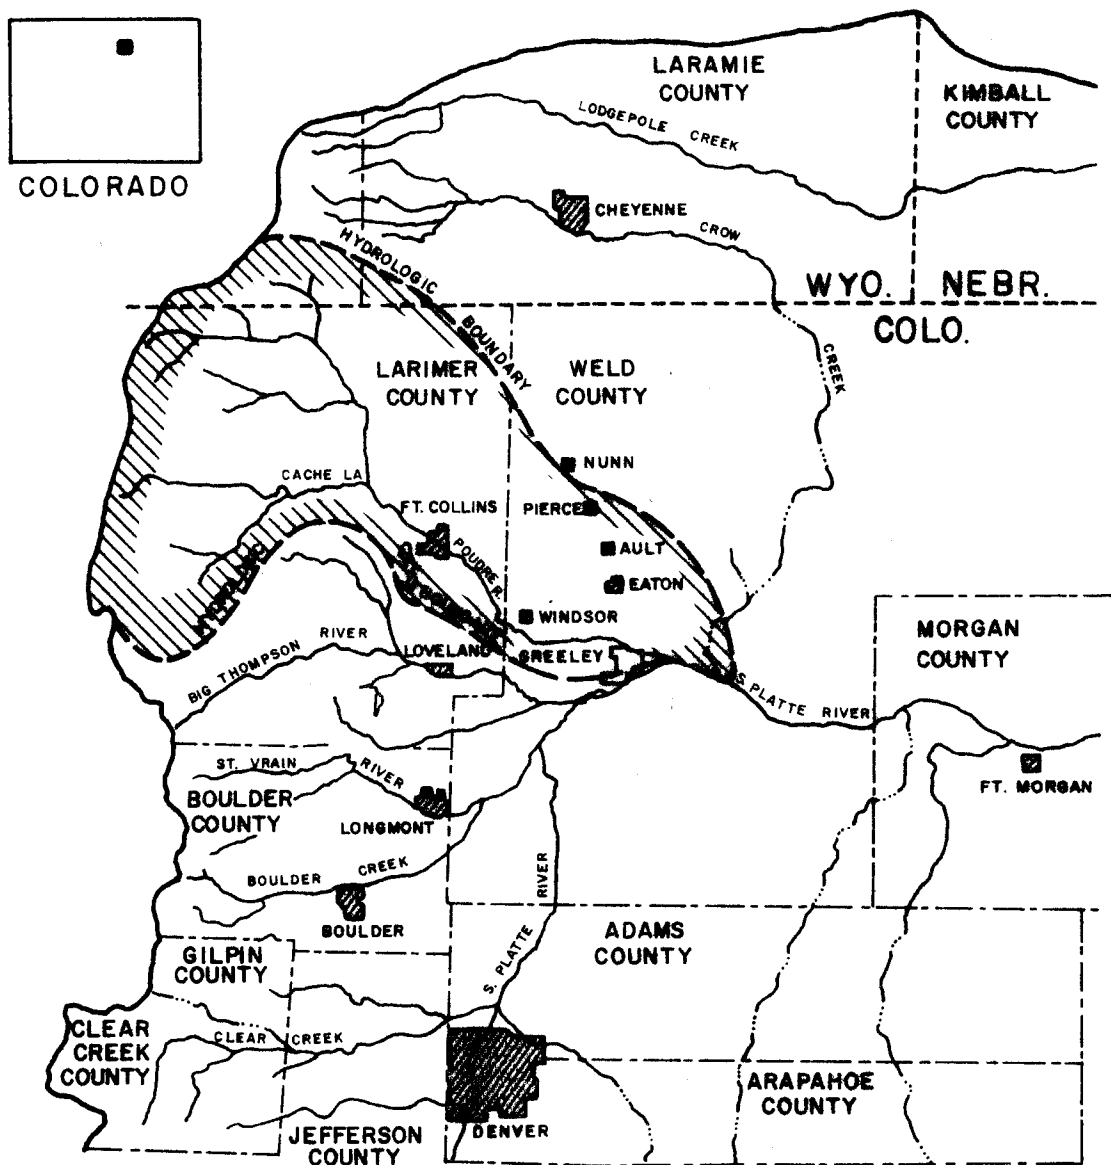 LARAMIE
COUNTY
KIMBALL
COUNTY
LODGEPOLE CREEK
COLORADO
CHEYENNE
CROW
CREEK
HYDROLOGIC
BOUNDARY
WYO.
NEBR.
COLO.
LARIMER
COUNTY
WELD
COUNTY
NUNN
CACHE LA
POUDRE R.
FT. COLLINS
PIERCE
AULT
EATON
WINDSOR
HYDROLOGIC
BIG THOMPSON RIVER
LOVELAND
GREELEY
MORGAN
COUNTY
S. PLATTE RIVER
ST. VRAIN RIVER
FT. MORGAN
BOULDER
COUNTY
LONGMONT
BOULDER CREEK
S. PLATTE RIVER
BOULDER
ADAMS
COUNTY
GILPIN
COUNTY
CLEAR
CREEK
COUNTY
CLEAR CREEK
ARAPAHOE
COUNTY
DENVER
JEFFERSON
COUNTY